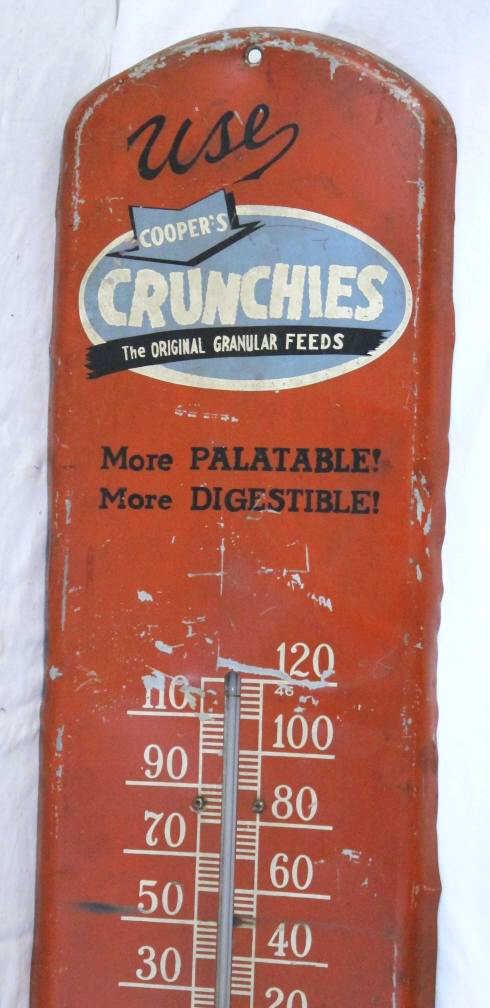 Use
COOPER'S
CRUNCHIES
The ORIGINAL GRANULAR FEEDS
More PALATABLE!
More DIGESTIBLE!
120
46
110
100
90
80
70
60
50
40
30
20